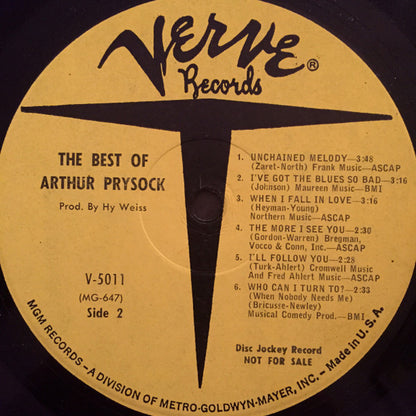 VERVE ®
Records
THE BEST OF
ARTHUR PRYSOCK
Prod. By Hy Weiss
V-5011
(MG-647)
Side 2
1. UNCHAINED MELODY—3:48
(Zaret-North) Frank Music—ASCAP
2. I'VE GOT THE BLUES SO BAD—3:16
(Johnson) Maureen Music—BMI
3. WHEN I FALL IN LOVE—3:16
(Heyman-Young)
Northern Music—ASCAP
4. THE MORE I SEE YOU—2:30
(Gordon-Warren) Bregman,
Vocco & Conn, Inc.—ASCAP
5. I'LL FOLLOW YOU—2:28
(Turk-Ahlert) Cromwell Music
And Fred Ahlert Music—ASCAP
6. WHO CAN I TURN TO?—2:33
(When Nobody Needs Me)
(Bricusse-Newley)
Musical Comedy Prod.—BMI
Disc Jockey Record
NOT FOR SALE
MGM RECORDS—A DIVISION OF METRO-GOLDWYN-MAYER, INC.—Made in U.S.A.